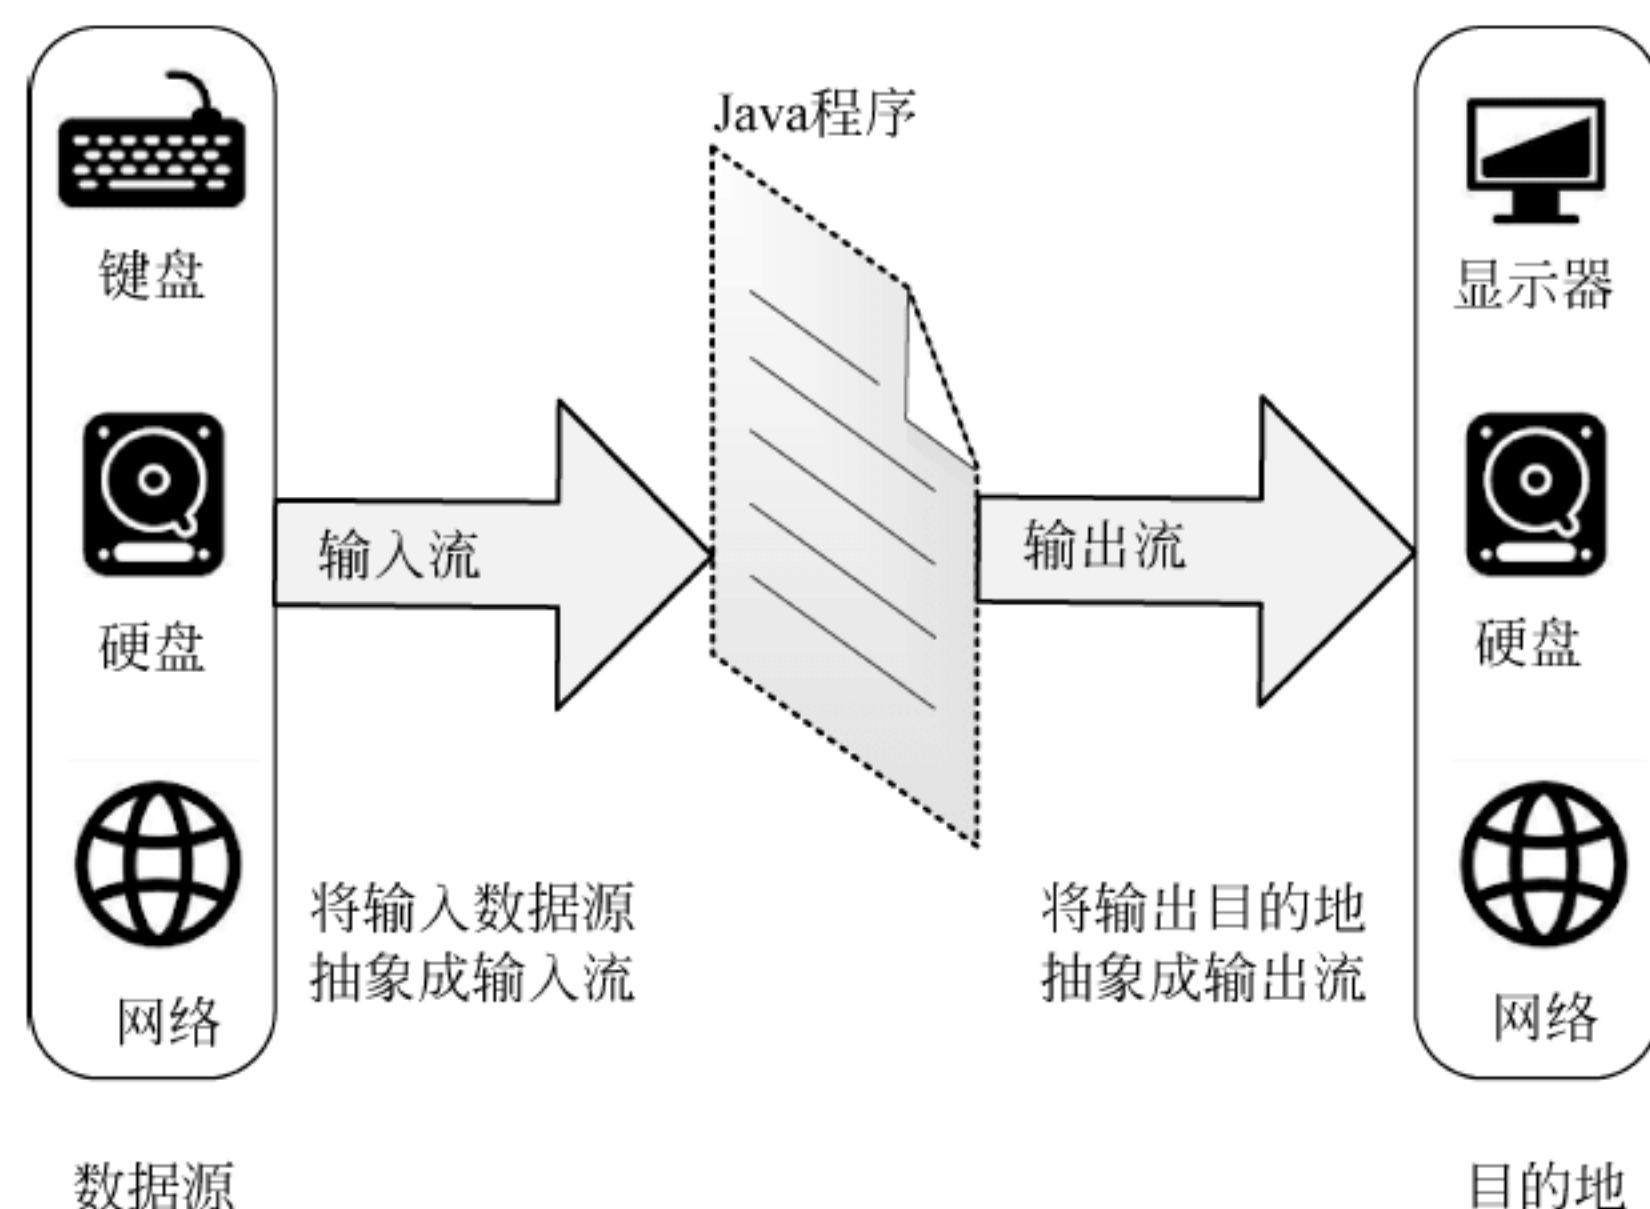 Java程序
键盘
显示器
输入流
输出流
硬盘
硬盘
将输入数据源
抽象成输入流
将输出目的地
抽象成输出流
网络
网络
数据源
目的地